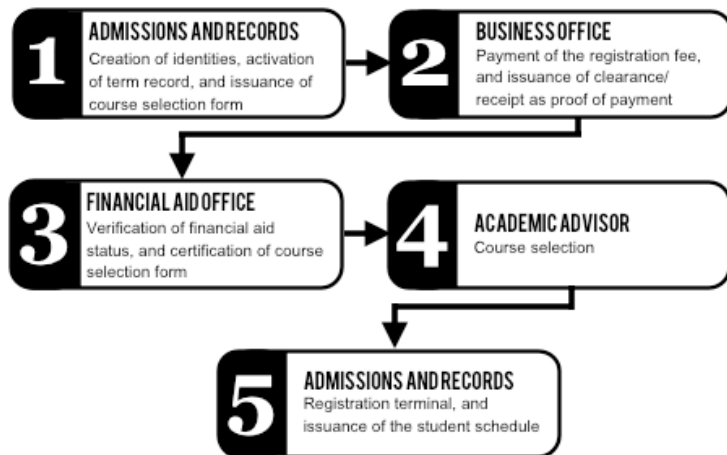 1
ADMISSIONS AND RECORDS
Creation of identities, activation
of term record, and issuance of
course selection form
2
BUSINESS OFFICE
Payment of the registration fee,
and issuance of clearance/
receipt as proof of payment
3
FINANCIAL AID OFFICE
Verification of financial aid
status, and certification of course
selection form
4
ACADEMIC ADVISOR
Course selection
5
ADMISSIONS AND RECORDS
Registration terminal, and
issuance of the student schedule